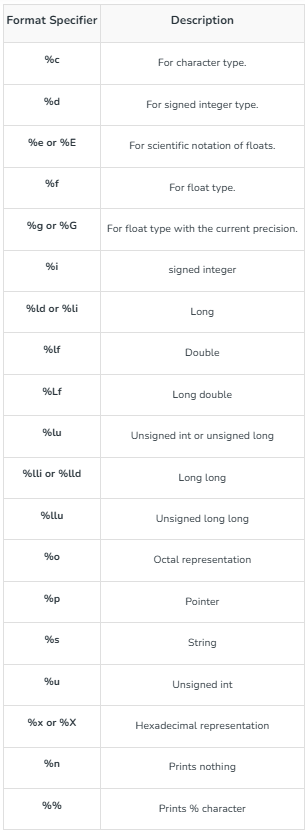 Format Specifier Description
%c For character type.
%d For signed integer type.
%e or %E For scientific notation of floats.
%f For float type.
%g or %G For float type with the current precision.
%i signed integer
%ld or %li Long
%lf Double
%Lf Long double
%lu Unsigned int or unsigned long
%lli or %lld Long long
%llu Unsigned long long
%o Octal representation
%p Pointer
%s String
%u Unsigned int
%x or %X Hexadecimal representation
%n Prints nothing
%% Prints % character